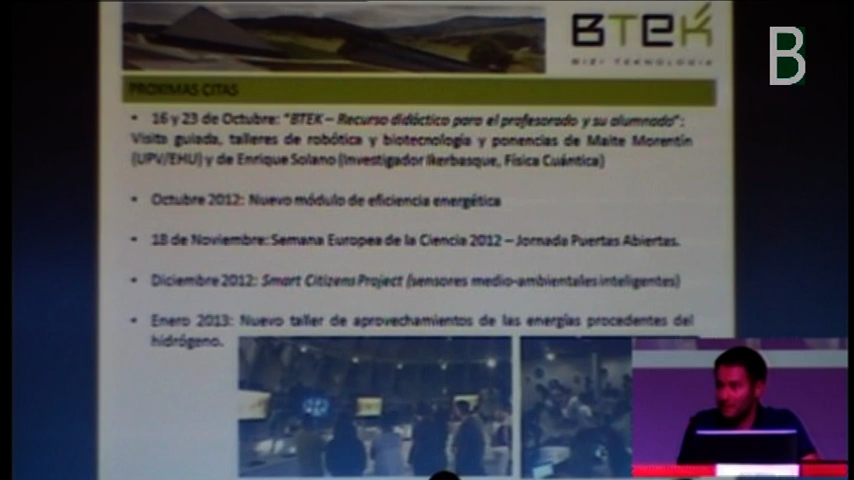 BTEK
BIZI TEKNOLOGIA
B
PROXIMAS CITAS
• 16 y 23 de Octubre: "BTEK – Recurso didáctico para el profesorado y su alumnado":
Visita guiada, talleres de robótica y biotecnología y ponencias de Maite Morentín
(UPV/EHU) y de Enrique Solano (Investigador Ikerbasque, Física Cuántica)
• Octubre 2012: Nuevo módulo de eficiencia energética
• 18 de Noviembre: Semana Europea de la Ciencia 2012 – Jornada Puertas Abiertas.
• Diciembre 2012: Smart Citizens Project (sensores medio-ambientales inteligentes)
• Enero 2013: Nuevo taller de aprovechamientos de las energías procedentes del
hidrógeno.